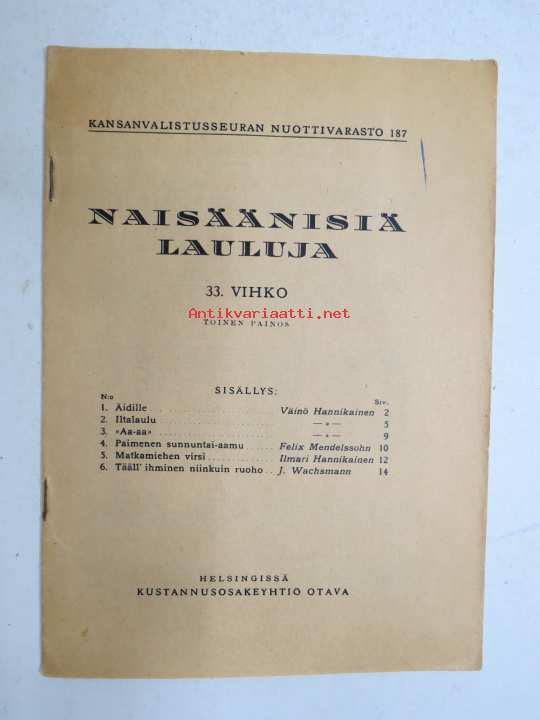 KANSANVALISTUSSEURAN NUOTTIVARASTO 187
NAISÄÄNISIÄ
LAULUJA
33. VIHKO
Antikvariaatti.net
TOINEN PAINOS
SISÄLLYS:
N:o Siv.
1. Äidille Väinö Hannikainen 2
2. Iltalaulu —»— 5
3. «Aa-aa» —»— 9
4. Paimenen sunnuntai-aamu Felix Mendelssohn 10
5. Matkamiehen virsi Ilmari Hannikainen 12
6. Tääll' ihminen niinkuin ruoho J. Wachsmann 14
HELSINGISSÄ
KUSTANNUSOSAKEYHTIÖ OTAVA